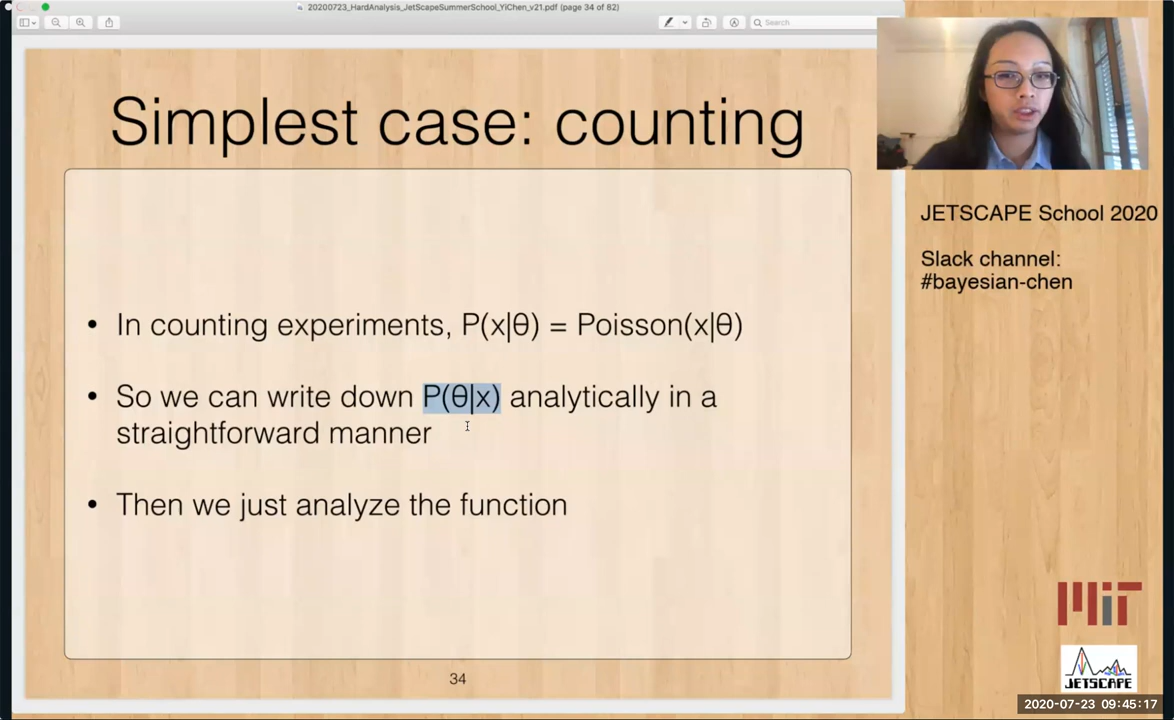 20200723_HardAnalysis_JetScapeSummerSchool_YiChen_v21.pdf (page 34 of 82)
Search
Simplest case: counting
• In counting experiments, P(x|θ) = Poisson(x|θ)
• So we can write down P(θ|x) analytically in a
straightforward manner
• Then we just analyze the function
34
JETSCAPE School 2020
Slack channel:
#bayesian-chen
MIT
JETSCAPE
2020-07-23 09:45:17